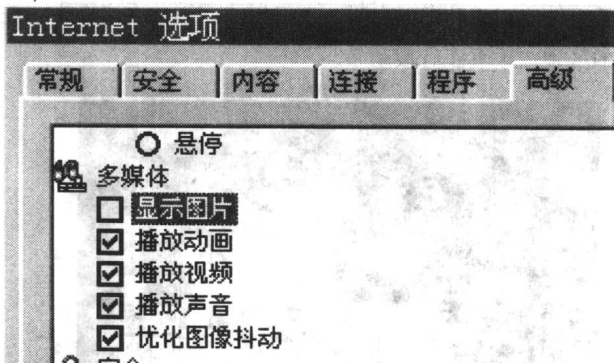 Internet 选项
常规 安全 内容 连接 程序 高级
悬停
多媒体
显示图片
播放动画
播放视频
播放声音
优化图像抖动